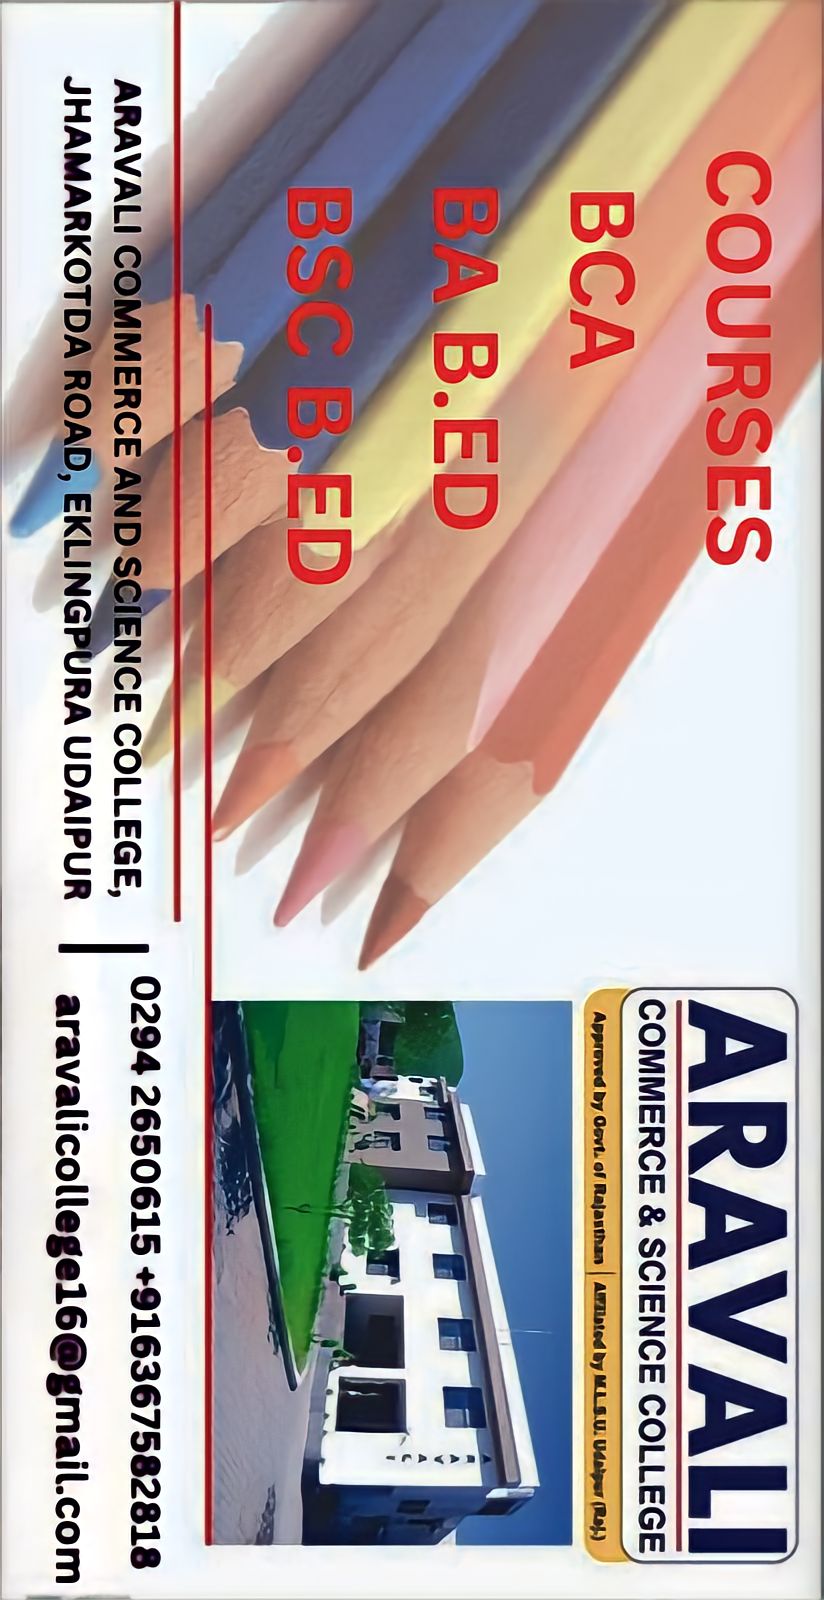 COURSES
BCA
BA B.ED
BSC B.ED
ARAVALI
COMMERCE & SCIENCE COLLEGE
Approved by Govt. of Rajasthan | Affiliated by M.L.S.U. Udaipur (Raj.)
ARAVALI
ARAVALI COMMERCE AND SCIENCE COLLEGE,
JHAMARKOTDA ROAD, EKLINGPURA UDAIPUR
0294 2650615 +916367582818
aravalicollege16@gmail.com